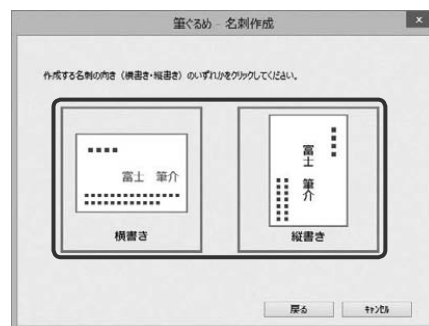 筆ぐるめ - 名刺作成
x
作成する名刺の向き（横書き・縦書き）のいずれかをクリックしてください。
富士 筆介
横書き
富士 筆介
縦書き
戻る
キャンセル